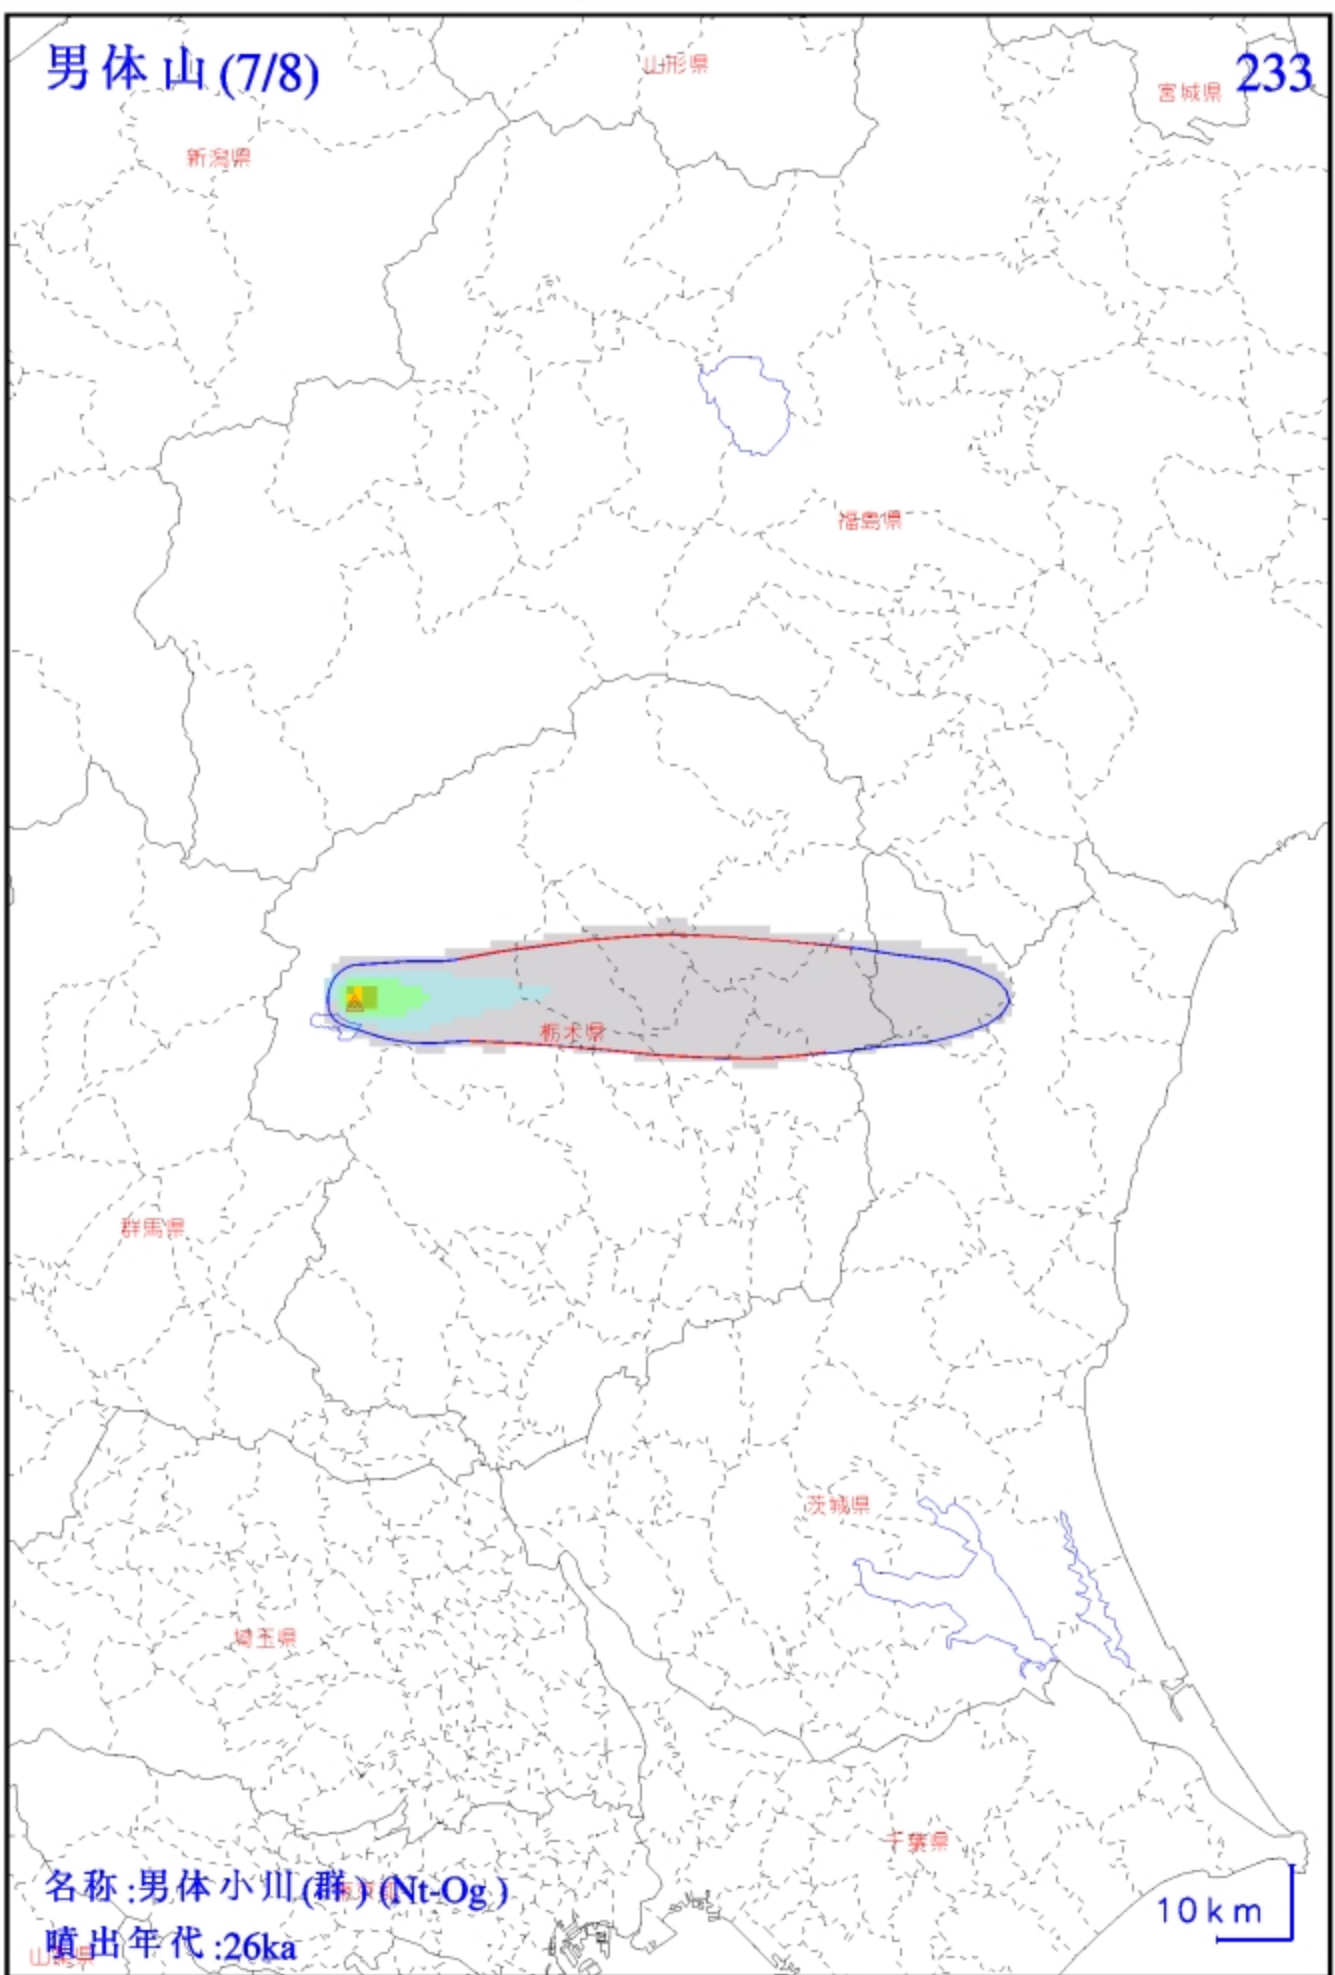 男体山(7/8)
233
山形県
宮城県
新潟県
福島県
栃木県
群馬県
茨城県
埼玉県
千葉県
名称:男体小川(群)(Nt-Og)
噴出年代:26ka
10km